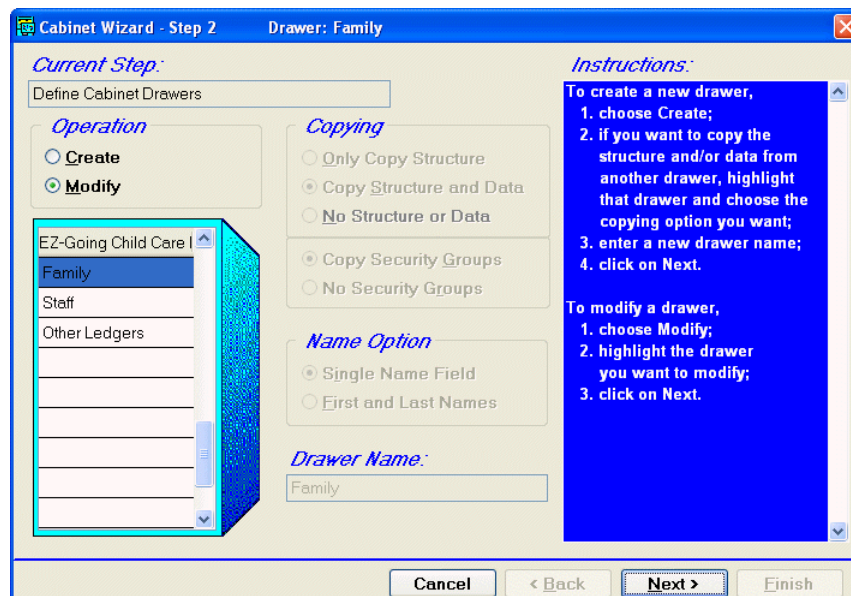 Cabinet Wizard - Step 2 Drawer: Family
Current Step:
Define Cabinet Drawers
Operation
Create
Modify
EZ-Going Child Care I
Family
Staff
Other Ledgers
Copying
Only Copy Structure
Copy Structure and Data
No Structure or Data
Copy Security Groups
No Security Groups
Name Option
Single Name Field
First and Last Names
Drawer Name:
Family
Instructions:
To create a new drawer,
1. choose Create;
2. if you want to copy the
structure and/or data from
another drawer, highlight
that drawer and choose the
copying option you want;
3. enter a new drawer name;
4. click on Next.
To modify a drawer,
1. choose Modify;
2. highlight the drawer
you want to modify;
3. click on Next.
Cancel
< Back
Next >
Finish